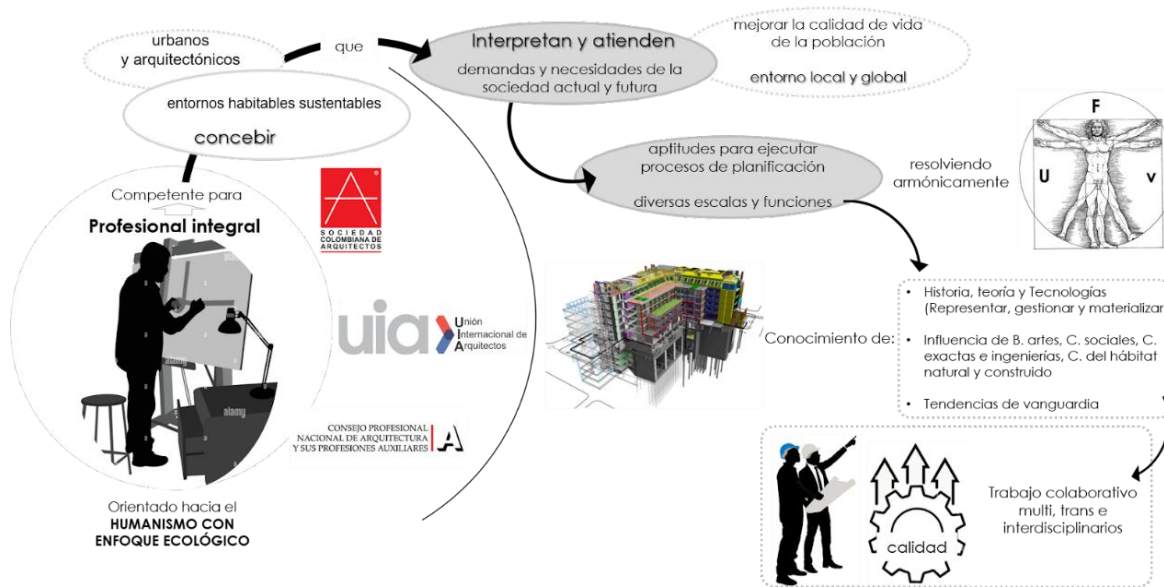 urbanos
y arquitectónicos
que
entornos habitables sustentables
concebir
Interpretan y atienden
demandas y necesidades de la
sociedad actual y futura
mejorar la calidad de vida
de la población
entorno local y global
aptitudes para ejecutar
procesos de planificación
diversas escalas y funciones
resolviendo
armónicamente
F
U
v
Competente para
Profesional integral
alamy
alamy
alamy
a
a
a
a
Orientado hacia el
HUMANISMO CON
ENFOQUE ECOLÓGICO
SOCIEDAD
COLOMBIANA DE
ARQUITECTOS
uia
Unión
Internacional de
Arquitectos
CONSEJO PROFESIONAL
NACIONAL DE ARQUITECTURA
Y SUS PROFESIONES AUXILIARES
A
Conocimiento de:
• Historia, teoría y Tecnologías
(Representar, gestionar y materializar
• Influencia de B. artes, C. sociales, C.
exactas e ingenierías, C. del hábitat
natural y construido
• Tendencias de vanguardia
calidad
Trabajo colaborativo
multi, trans e
interdisciplinarios